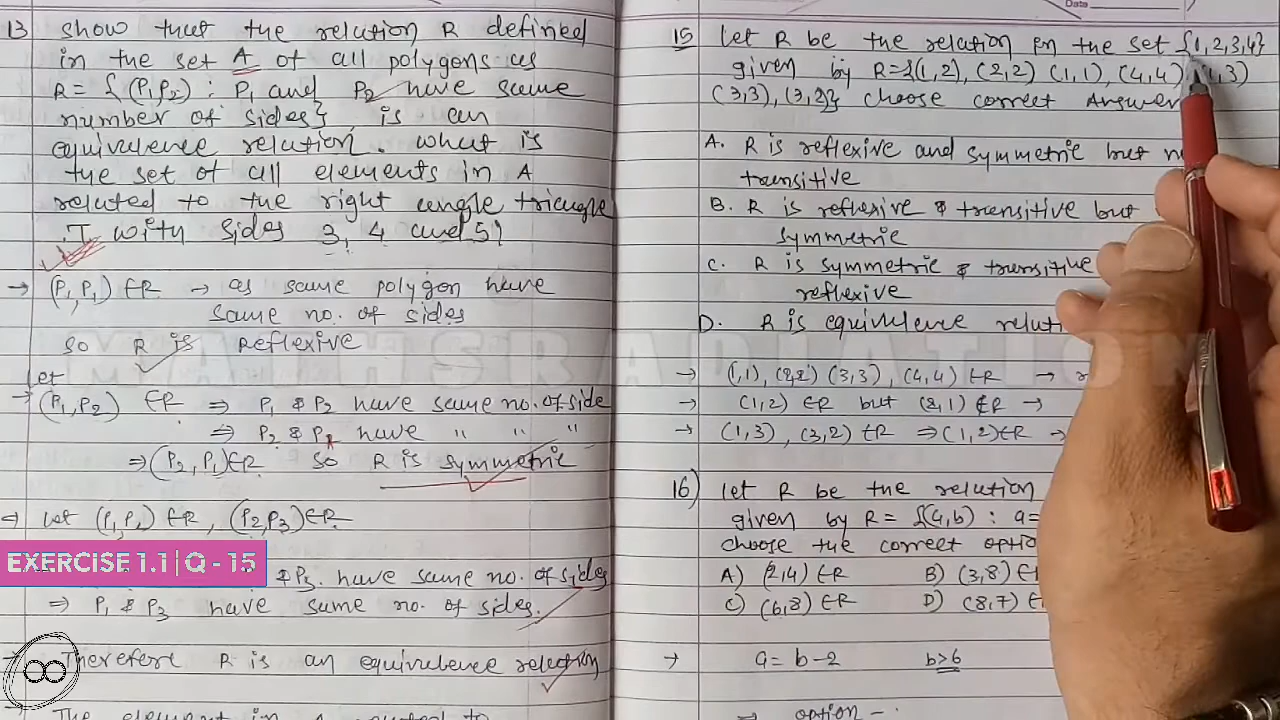 13 Show that the relation R defined
in the set A of all polygons as
R = {(P1,P2) : P1 and P2 have same
number of sides}, is an
equivalence relation. what is
the set of all elements in A
related to the right angle triangle
T with sides 3, 4 and 5?
→ (P1, P1) ∈ R → as same polygon have
same no. of sides
so R is Reflexive
let
→ (P1, P2) ∈ R ⇒ P1 & P2 have same no. of side
⇒ P2 & P1 have " " "
⇒ (P2, P1) ∈ R so R is symmetric
⇒ let (P1, P2) ∈ R, (P2, P3) ∈ R
& P3 have same no. of sides
⇒ P1 & P3 have same no. of sides.
→ Therefore R is an equivalence relation
The element in A related to
EXERCISE 1.1 | Q - 15
MATHS RADIATION
Date
15 Let R be the relation in the set {1,2,3,4}
given by R = {(1,2), (2,2) (1,1), (4,4) ,3)
(3,3), (3,2)} choose correct Answer
A. R is reflexive and symmetric but
transitive
B. R is reflexive & transitive but
symmetric
C. R is symmetric & transitive
reflexive
D. R is equivalence
→ (1,1), (2,2) (3,3), (4,4) ∈ R →
→ (1,2) ∈ R but (2,1) ∉ R →
→ (1,3), (3,2) ∈ R ⇒ (1,2) ∈ R →
16) let R be the relation
given by R = {(a,b) : a=
choose the correct
A) (2,4) ∈ R B) (3,8) ∈
C) (6,8) ∈ R D) (8,7) ∈
→ a = b - 2 b > 6
⇒ option -